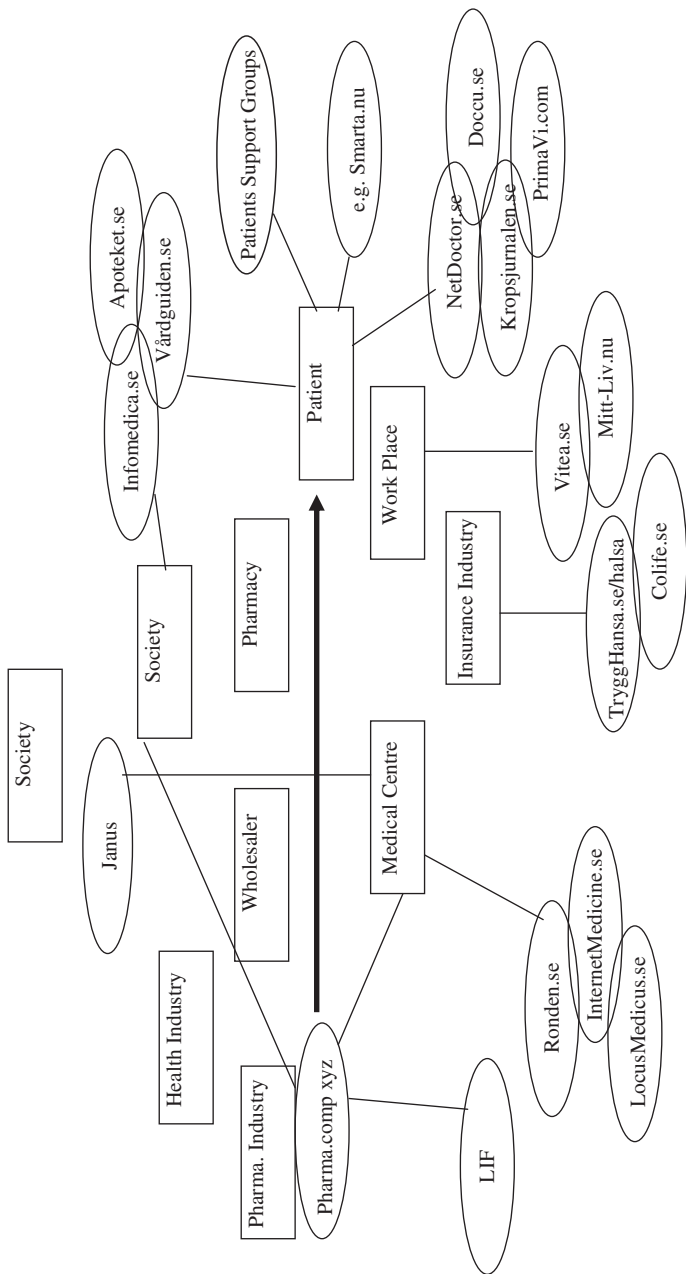 Society
Janus
Health Industry
Society
Infomedica.se
Apoteket.se
Vårdguiden.se
Pharma. Industry
Pharma.comp xyz
Wholesaler
Pharmacy
Patient
Patients Support Groups
e.g. Smarta.nu
Medical Centre
Work Place
Insurance Industry
NetDoctor.se
Doccu.se
Kropsjurnalen.se
PrimaVi.com
LIF
Ronden.se
InternetMedicine.se
LocusMedicus.se
TryggHansa.se/halsa
Colife.se
Vitea.se
Mitt-Liv.nu